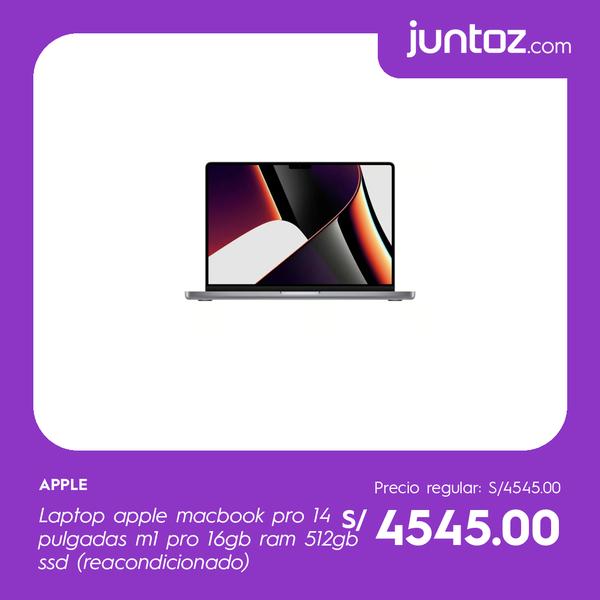 juntoz.com
APPLE
Precio regular: S/4545.00
Laptop apple macbook pro 14
pulgadas m1 pro 16gb ram 512gb
ssd (reacondicionado)
S/ 4545.00